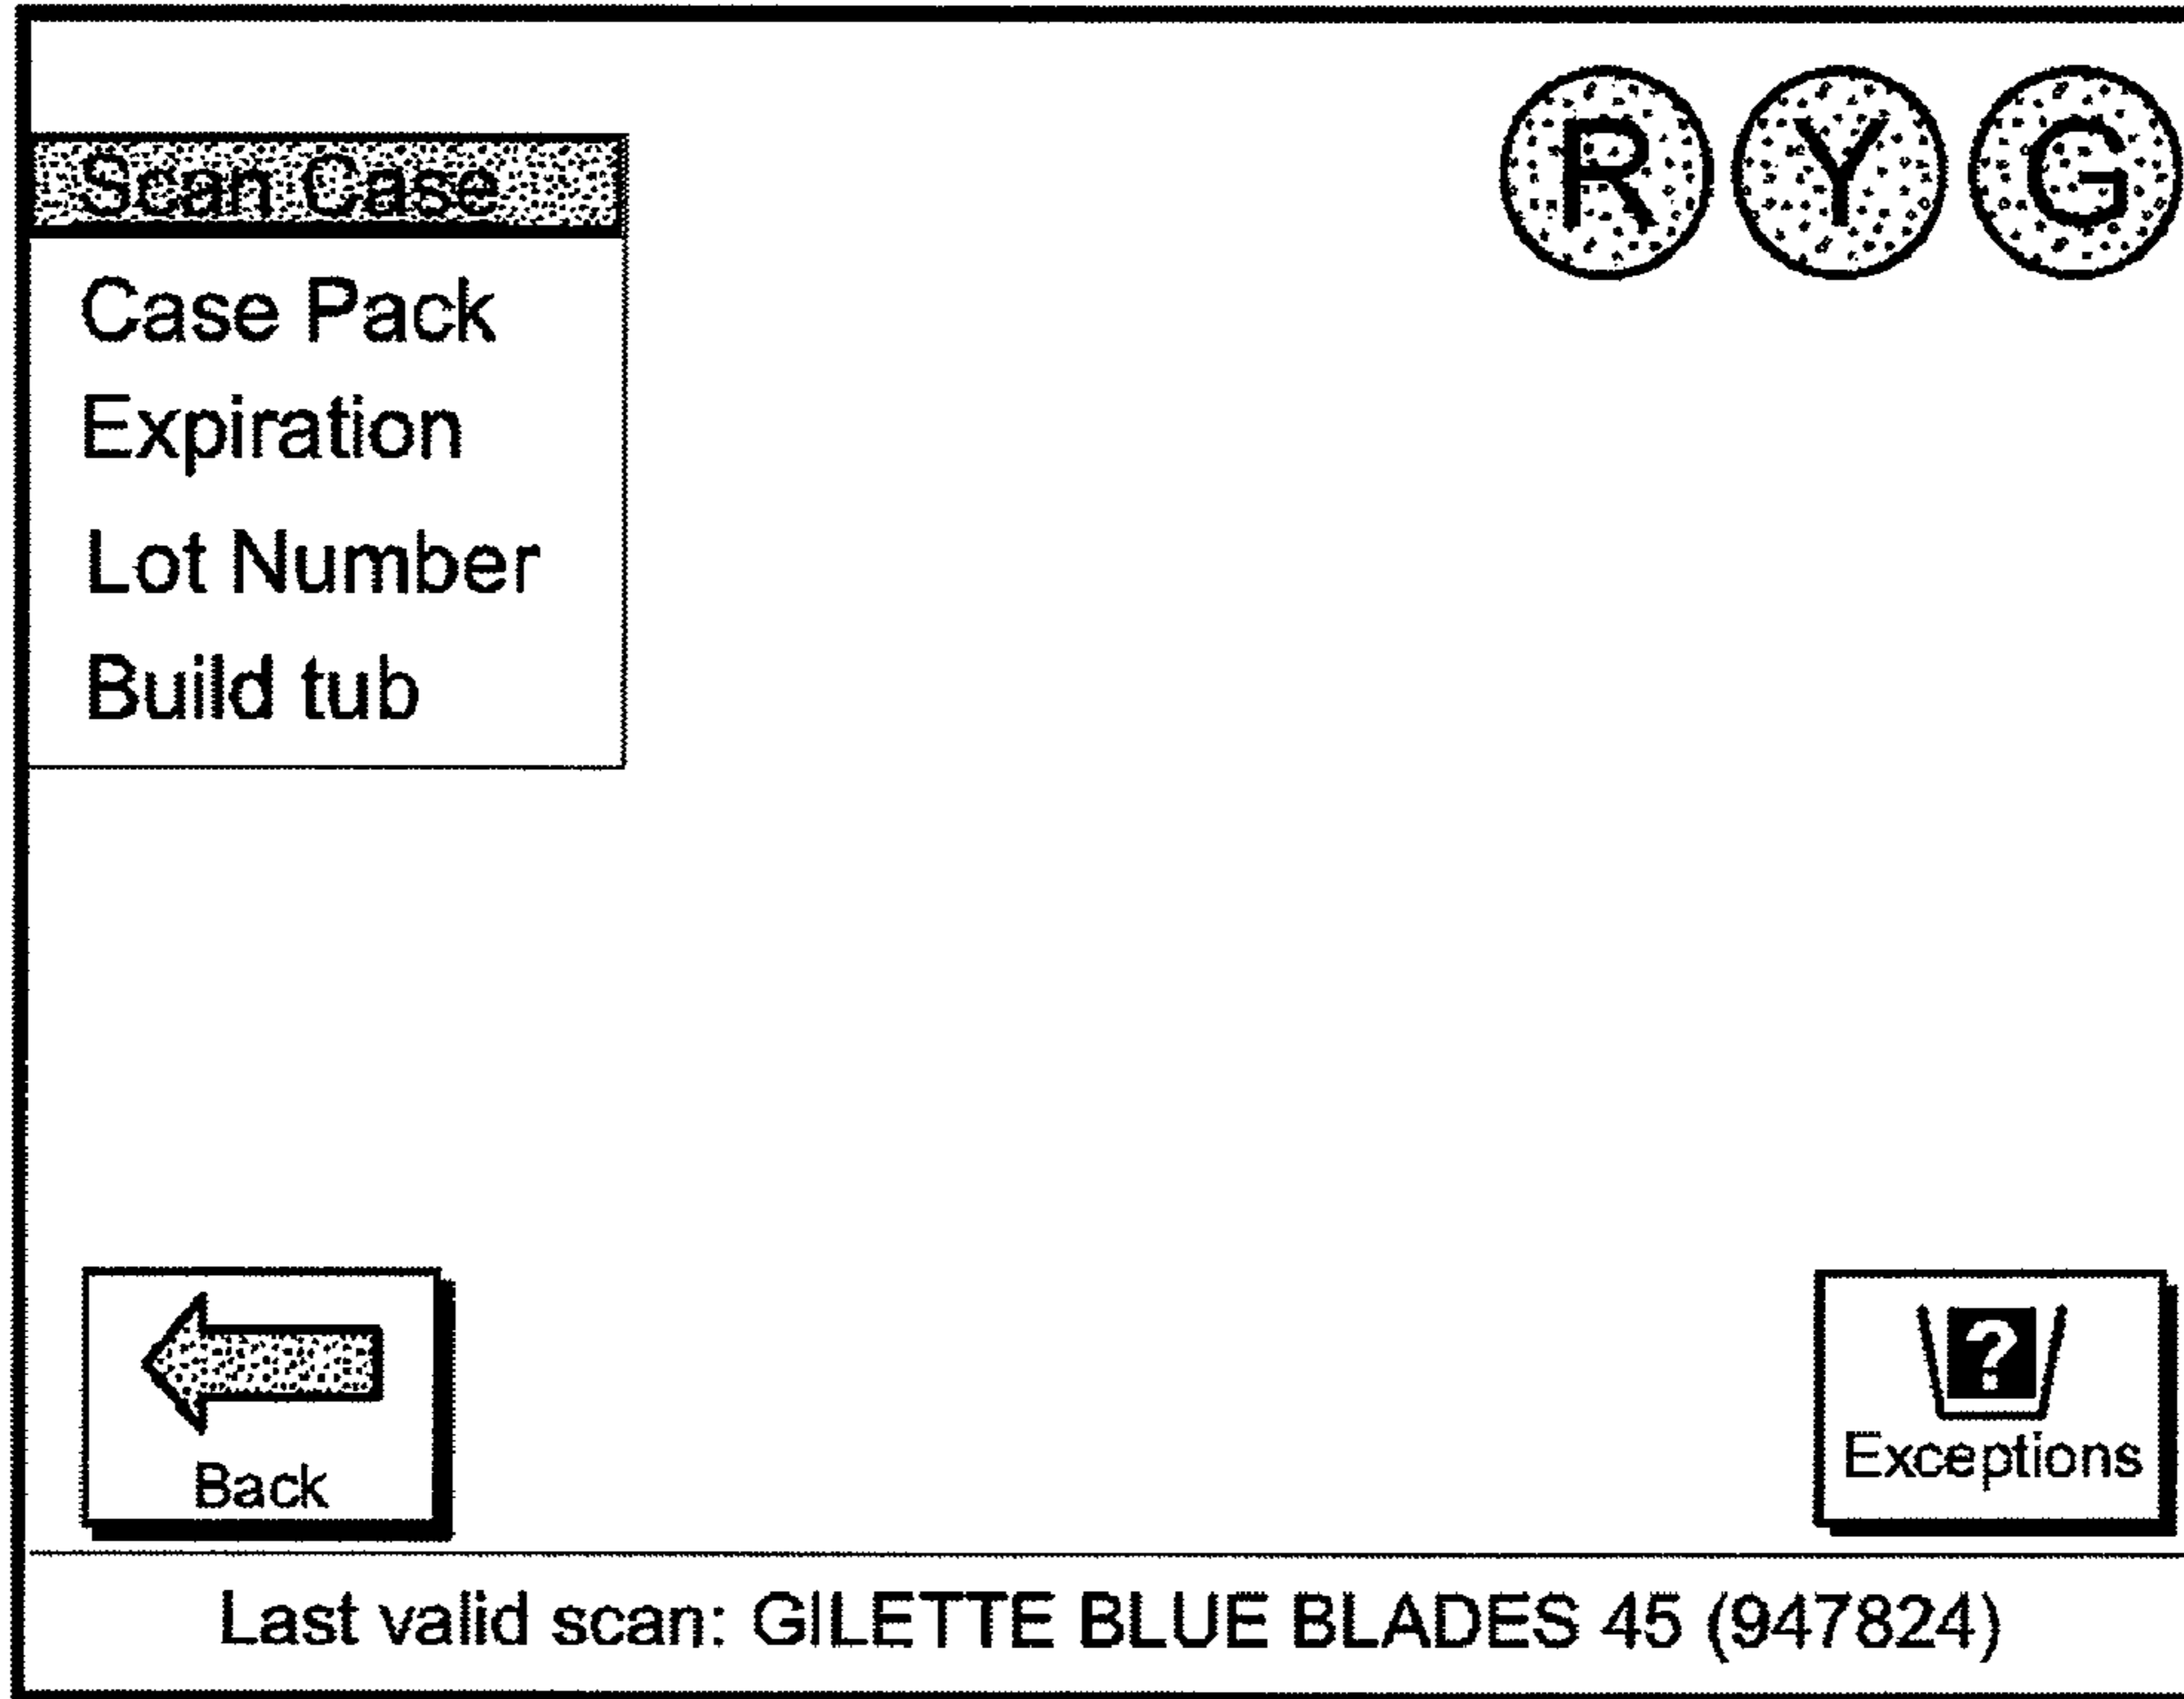 R Y G
Scan Case
Case Pack
Expiration
Lot Number
Build tub
Back
?
Exceptions
Last valid scan: GILETTE BLUE BLADES 45 (947824)